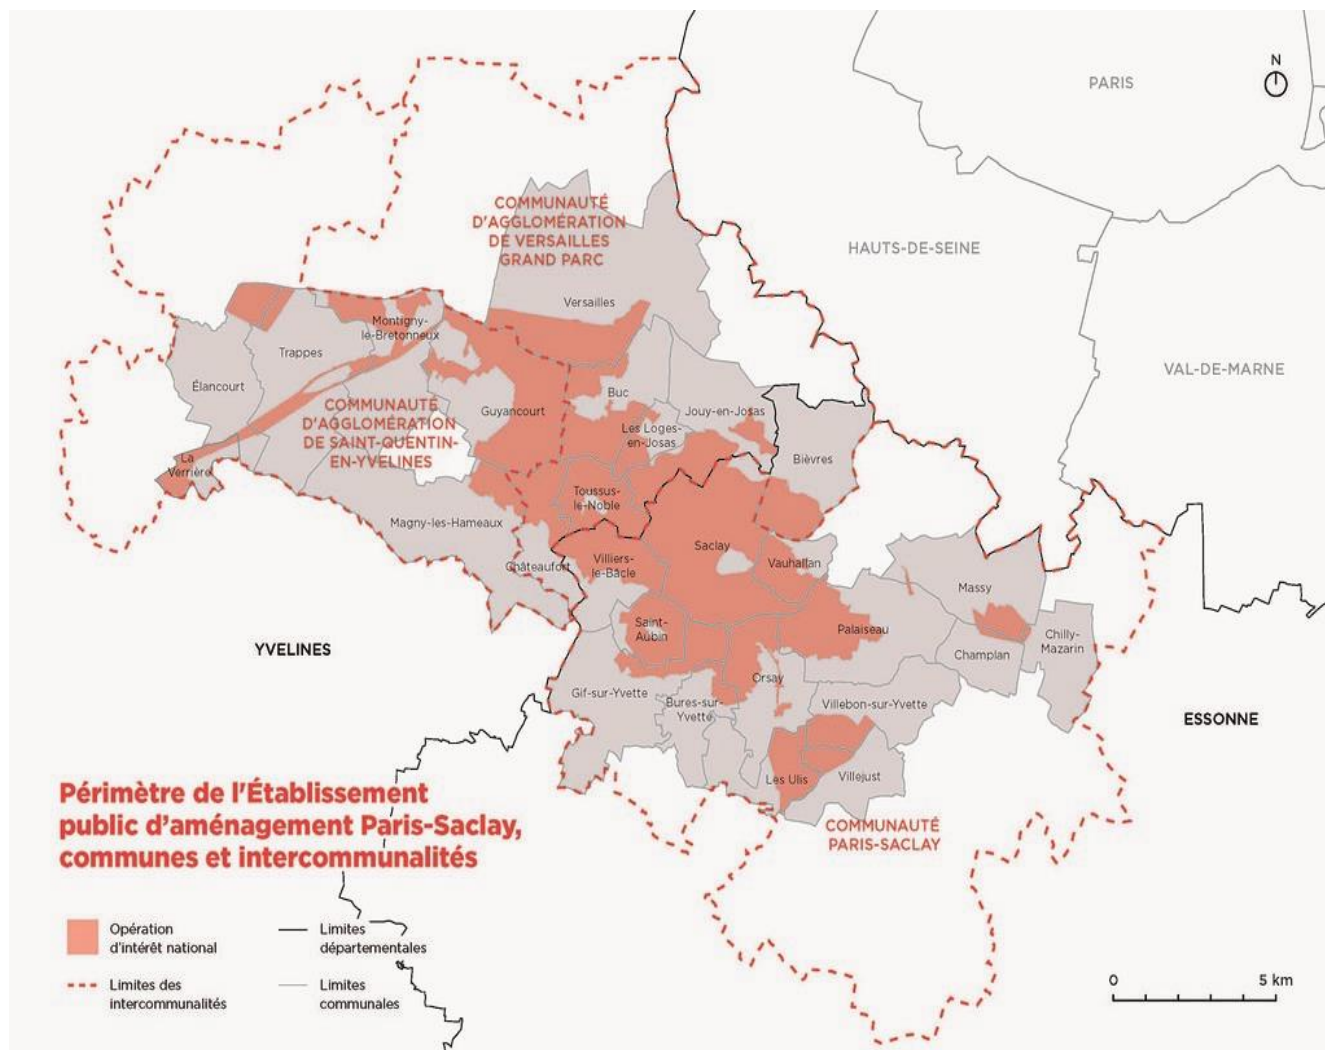 N
PARIS
COMMUNAUTÉ
D'AGGLOMÉRATION
DE VERSAILLES
GRAND PARC
HAUTS-DE-SEINE
Versailles
Montigny-
le-Bretonneux
Trappes
VAL-DE-MARNE
Élancourt
Buc
COMMUNAUTÉ
D'AGGLOMÉRATION
DE SAINT-QUENTIN-
EN-YVELINES
Guyancourt
Jouy-en-Josas
Les Loges-
en-Josas
La
Verrière
Bièvres
Toussus-
le-Noble
Magny-les-Hameaux
Saclay
Châteaufort
Villiers-
le-Bâcle
Vauhallan
Massy
Saint-
Aubin
Palaiseau
Chilly-
Mazarin
YVELINES
Champlan
Orsay
Gif-sur-Yvette
Bures-sur-
Yvette
Villebon-sur-Yvette
ESSONNE
Les Ulis
Villejust
COMMUNAUTÉ
PARIS-SACLAY
Périmètre de l'Établissement
public d'aménagement Paris-Saclay,
communes et intercommunalités
Opération
d'intérêt national
Limites
départementales
Limites des
intercommunalités
Limites
communales
0 5 km